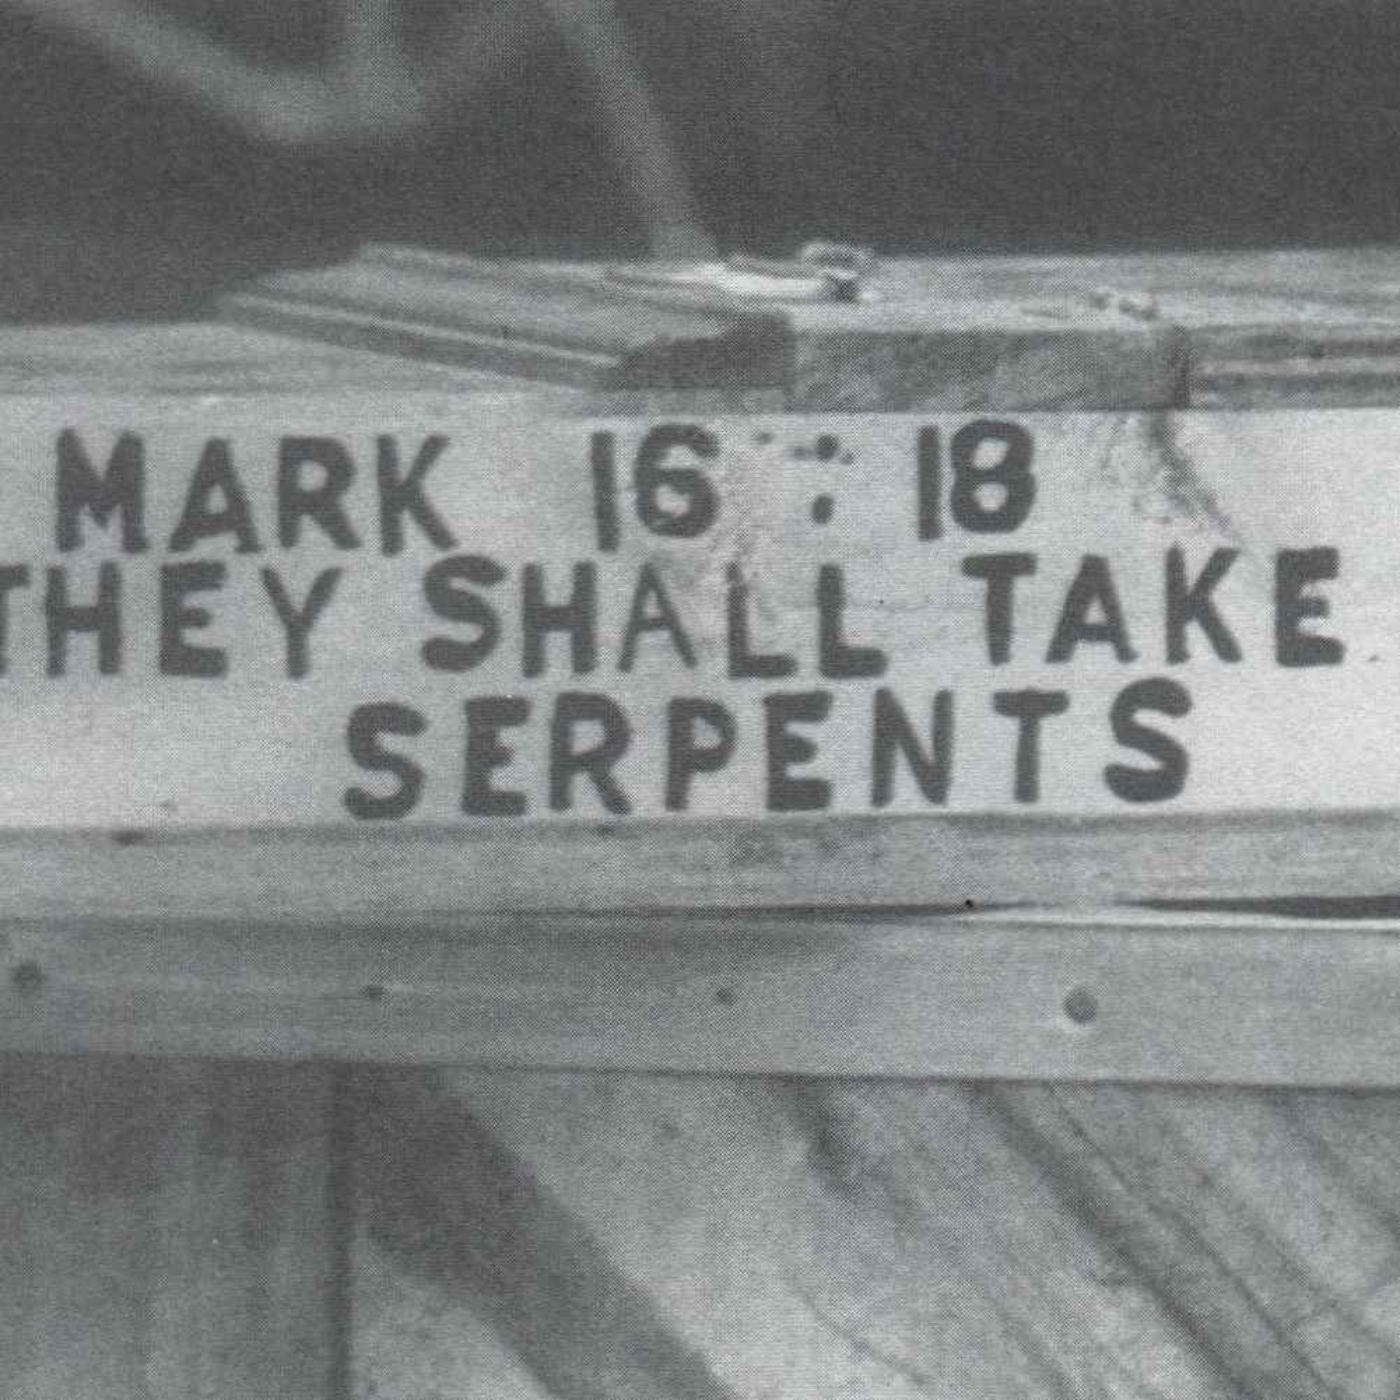 MARK 16:18
THEY SHALL TAKE
SERPENTS